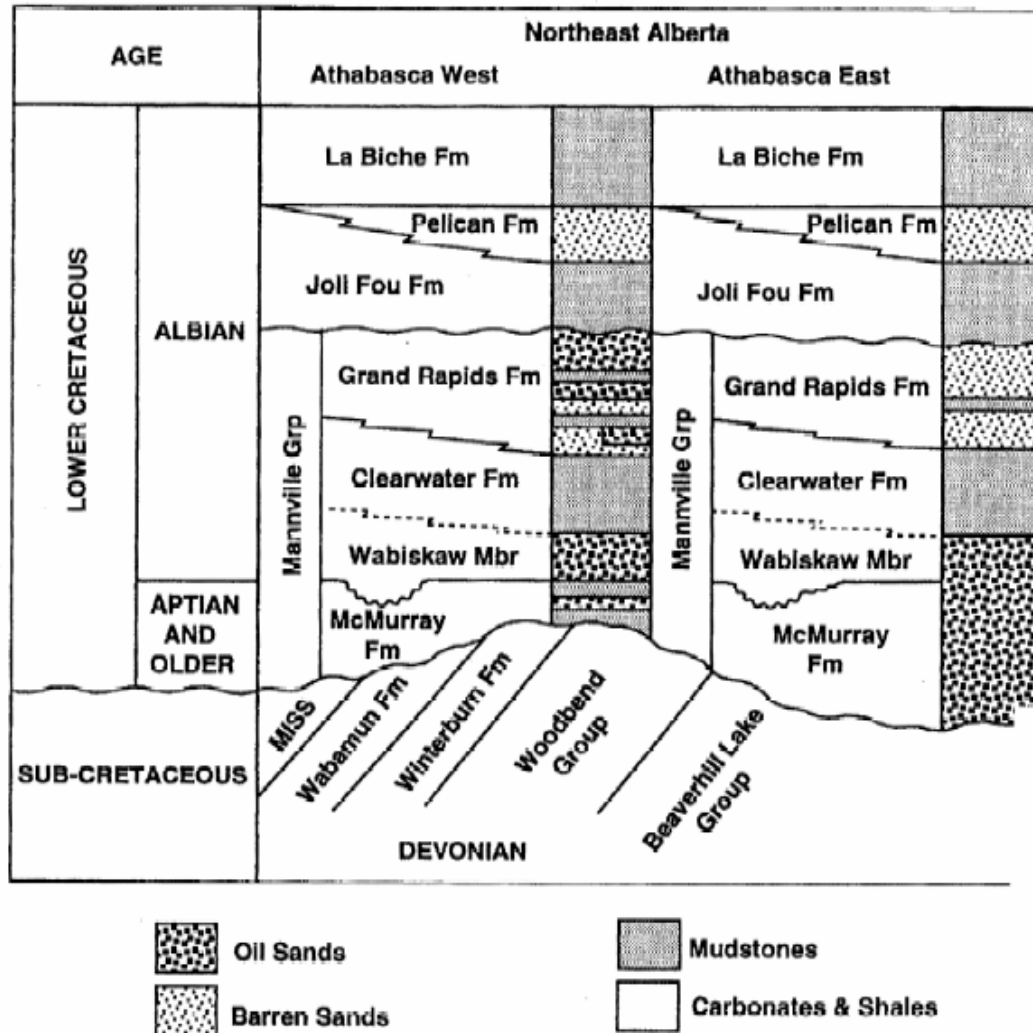 AGE
Northeast Alberta
Athabasca West
Athabasca East
LOWER CRETACEOUS
ALBIAN
APTIAN
AND
OLDER
SUB-CRETACEOUS
La Biche Fm
Pelican Fm
Joli Fou Fm
Mannville Grp
Grand Rapids Fm
Clearwater Fm
Wabiskaw Mbr
McMurray
Fm
La Biche Fm
Pelican Fm
Joli Fou Fm
Mannville Grp
Grand Rapids Fm
Clearwater Fm
Wabiskaw Mbr
McMurray
Fm
MISS
Wabamun Fm
Winterburn Fm
Woodbend
Group
Beaverhill Lake
Group
DEVONIAN
Oil Sands
Mudstones
Barren Sands
Carbonates & Shales